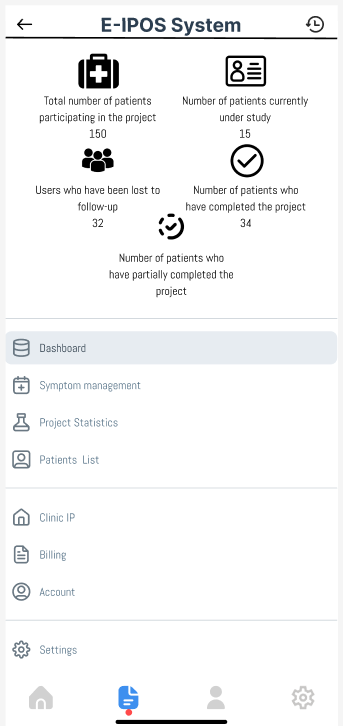 E-IPOS System
Total number of patients
participating in the project
150
Number of patients currently
under study
15
Users who have been lost to
follow-up
32
Number of patients who
have completed the project
34
Number of patients who
have partially completed the
project
Dashboard
Symptom management
Project Statistics
Patients List
Clinic IP
Billing
Account
Settings